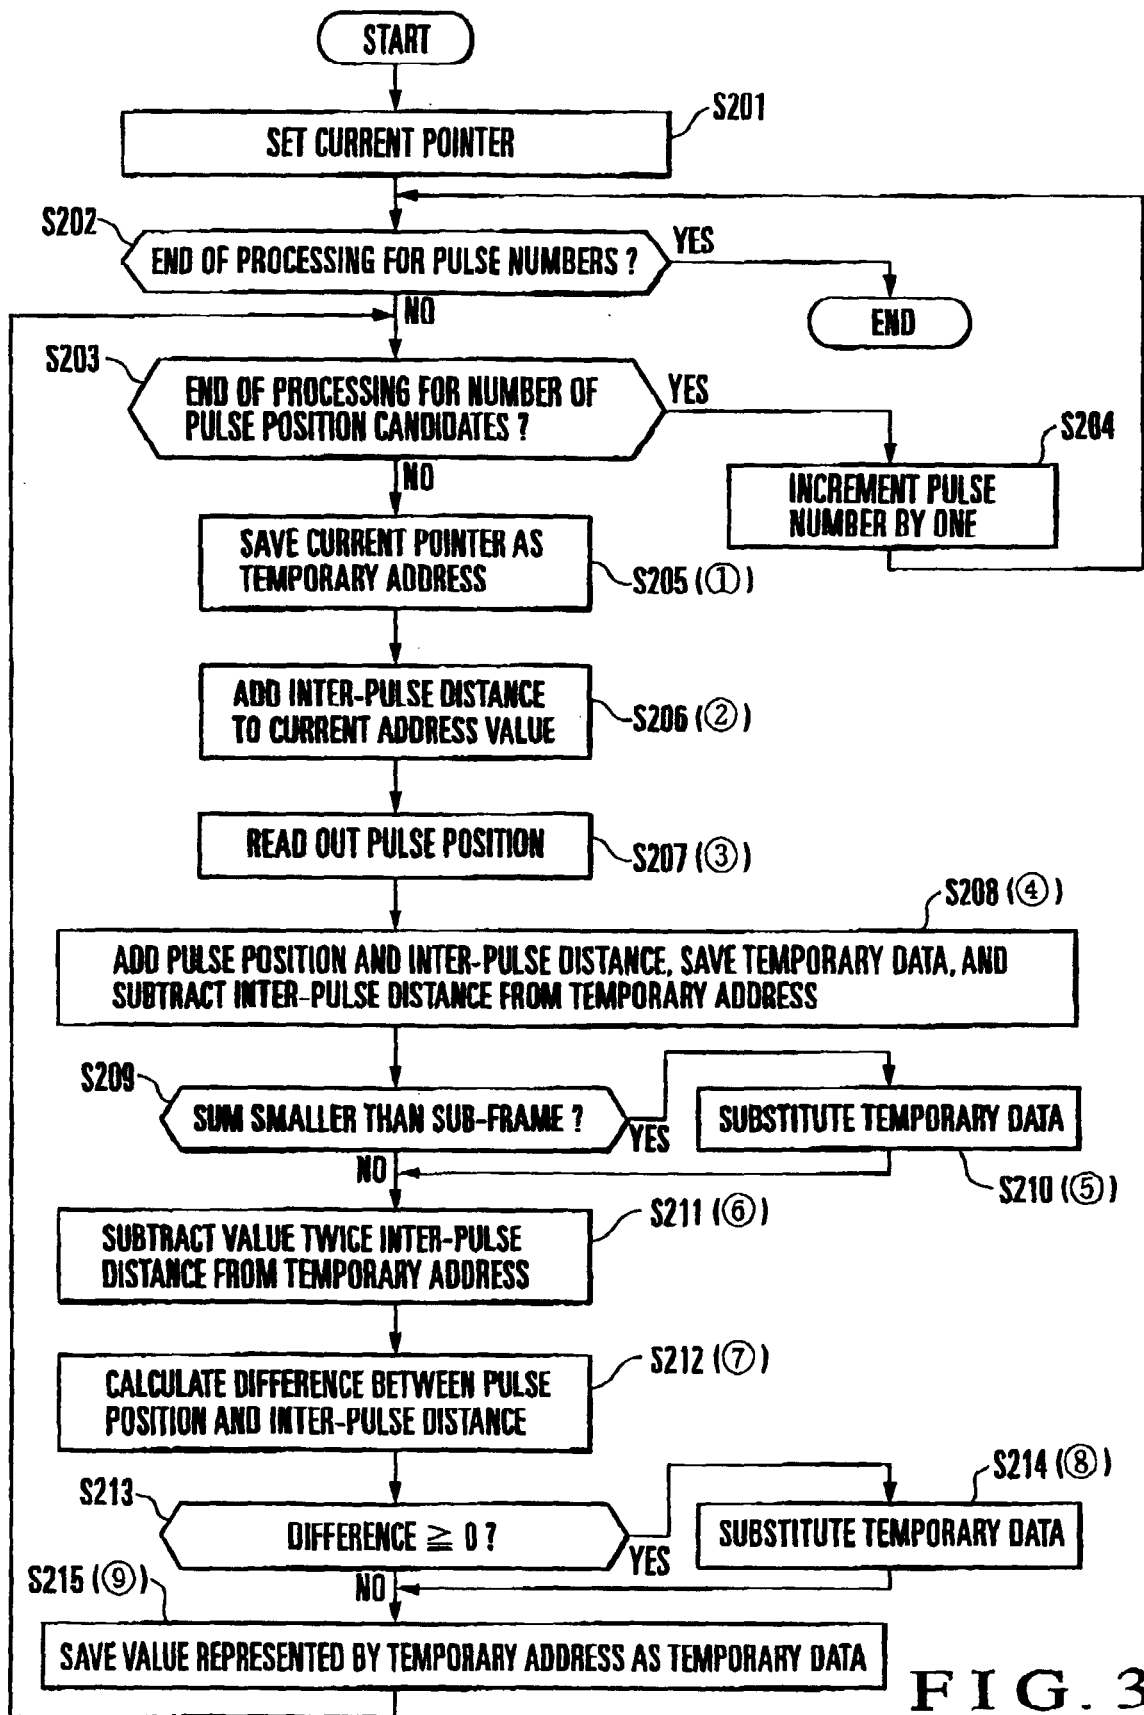 START
S201
SET CURRENT POINTER
S202
END OF PROCESSING FOR PULSE NUMBERS ?
YES
NO
END
S203
END OF PROCESSING FOR NUMBER OF
PULSE POSITION CANDIDATES ?
YES
NO
S204
INCREMENT PULSE
NUMBER BY ONE
SAVE CURRENT POINTER AS
TEMPORARY ADDRESS
S205 (①)
ADD INTER-PULSE DISTANCE
TO CURRENT ADDRESS VALUE
S206 (②)
READ OUT PULSE POSITION
S207 (③)
S208 (④)
ADD PULSE POSITION AND INTER-PULSE DISTANCE, SAVE TEMPORARY DATA, AND
SUBTRACT INTER-PULSE DISTANCE FROM TEMPORARY ADDRESS
S209
SUM SMALLER THAN SUB-FRAME ?
YES
NO
SUBSTITUTE TEMPORARY DATA
S210 (⑤)
S211 (⑥)
SUBTRACT VALUE TWICE INTER-PULSE
DISTANCE FROM TEMPORARY ADDRESS
S212 (⑦)
CALCULATE DIFFERENCE BETWEEN PULSE
POSITION AND INTER-PULSE DISTANCE
S213
DIFFERENCE ≧ 0 ?
YES
NO
S214 (⑧)
SUBSTITUTE TEMPORARY DATA
S215 (⑨)
SAVE VALUE REPRESENTED BY TEMPORARY ADDRESS AS TEMPORARY DATA
FIG. 3